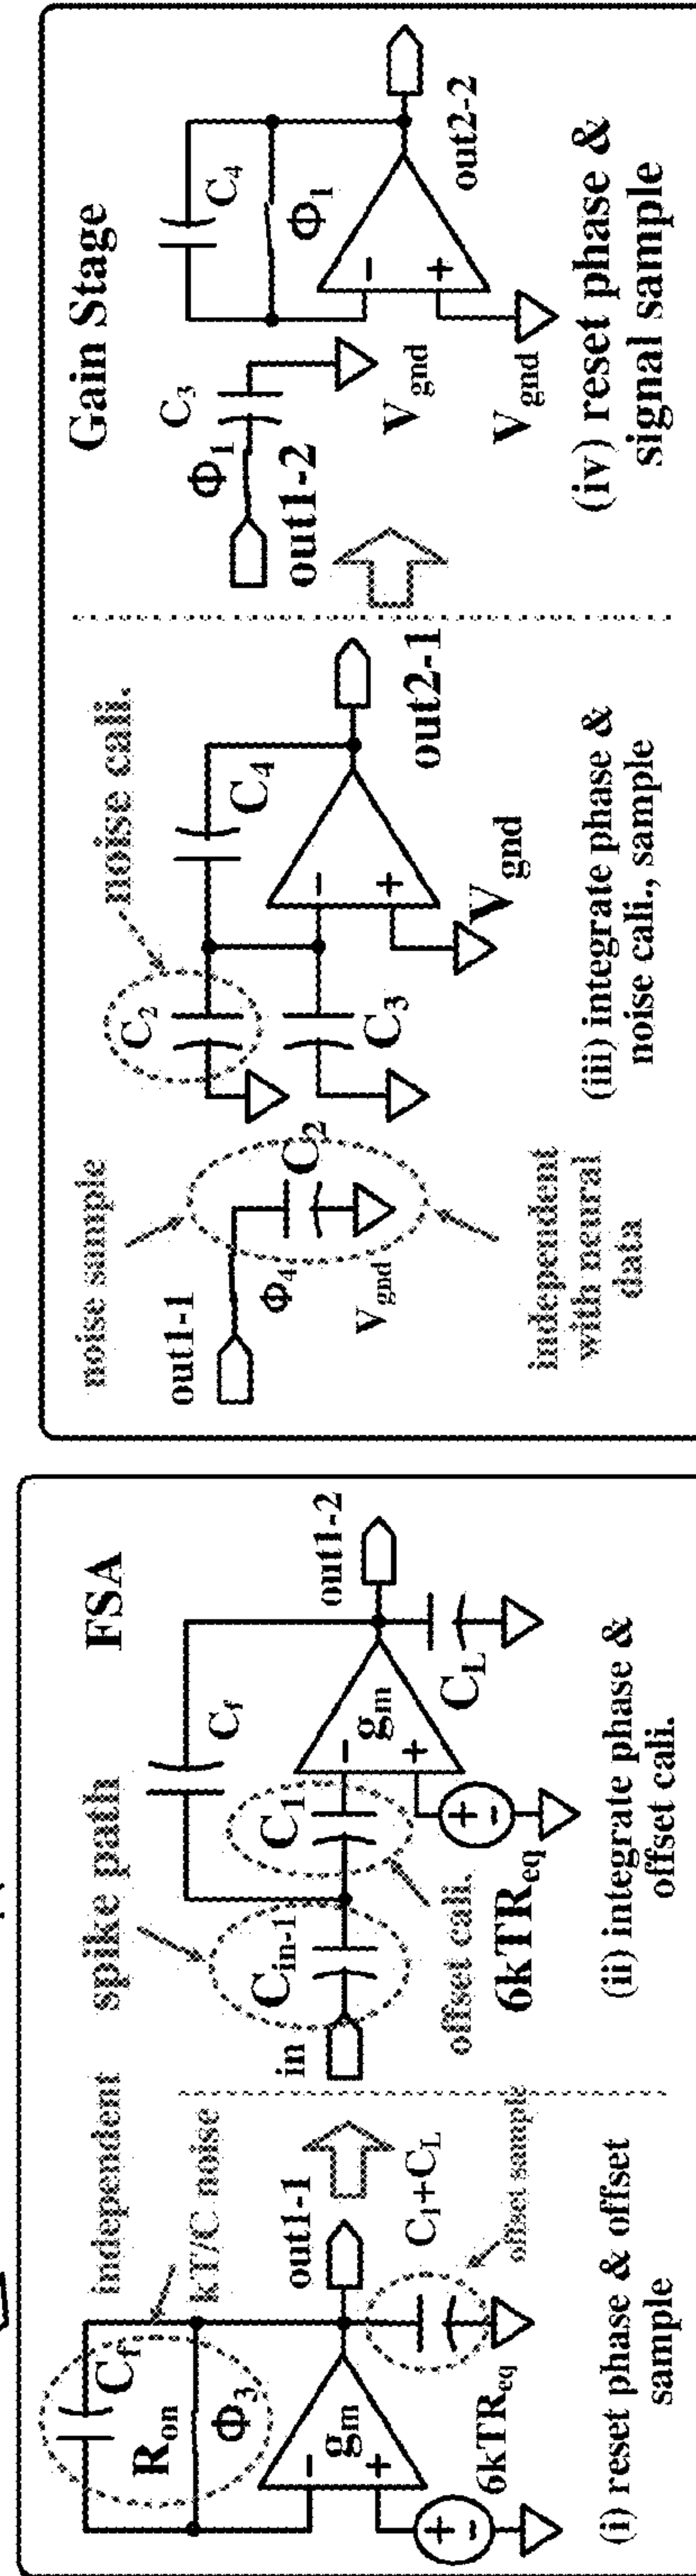 FSA
independent
kT/C noise
C_f
R_on
Φ_3
g_m
-
+
6kTR_eq
out1-1
C_1+C_L
offset sample
(i) reset phase & offset
sample
spike path
C_in-1
in
C_f
C_1
offset cali.
g_m
-
+
6kTR_eq
C_L
out1-2
(ii) integrate phase &
offset cali.
Gain Stage
noise sample
out1-1
Φ_4
C_2
V_gnd
independent
with neural
data
noise cali.
C_2
C_3
C_4
-
+
V_gnd
out2-1
(iii) integrate phase &
noise cali., sample
out1-2
Φ_1
C_3
V_gnd
C_4
Φ_1
-
+
V_gnd
out2-2
(iv) reset phase &
signal sample